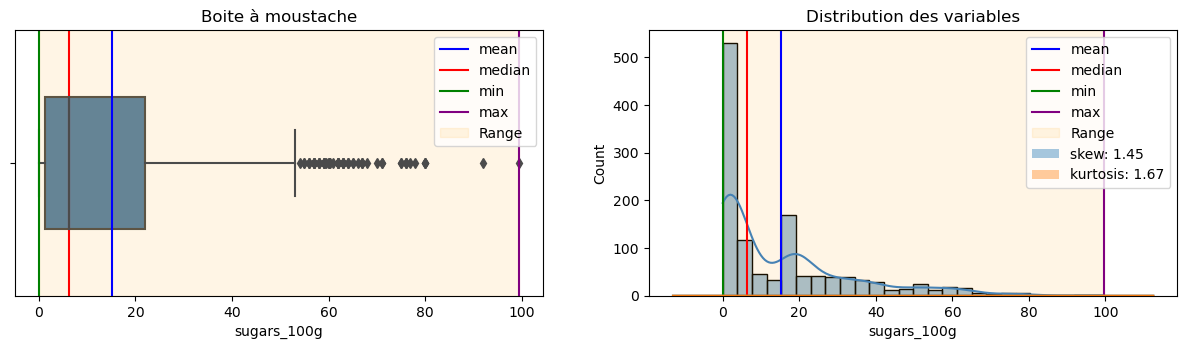 Boite à moustache
mean
median
min
max
Range
0 20 40 60 80 100
sugars_100g
Distribution des variables
500
400
300
200
100
0
Count
mean
median
min
max
Range
skew: 1.45
kurtosis: 1.67
0 20 40 60 80 100
sugars_100g